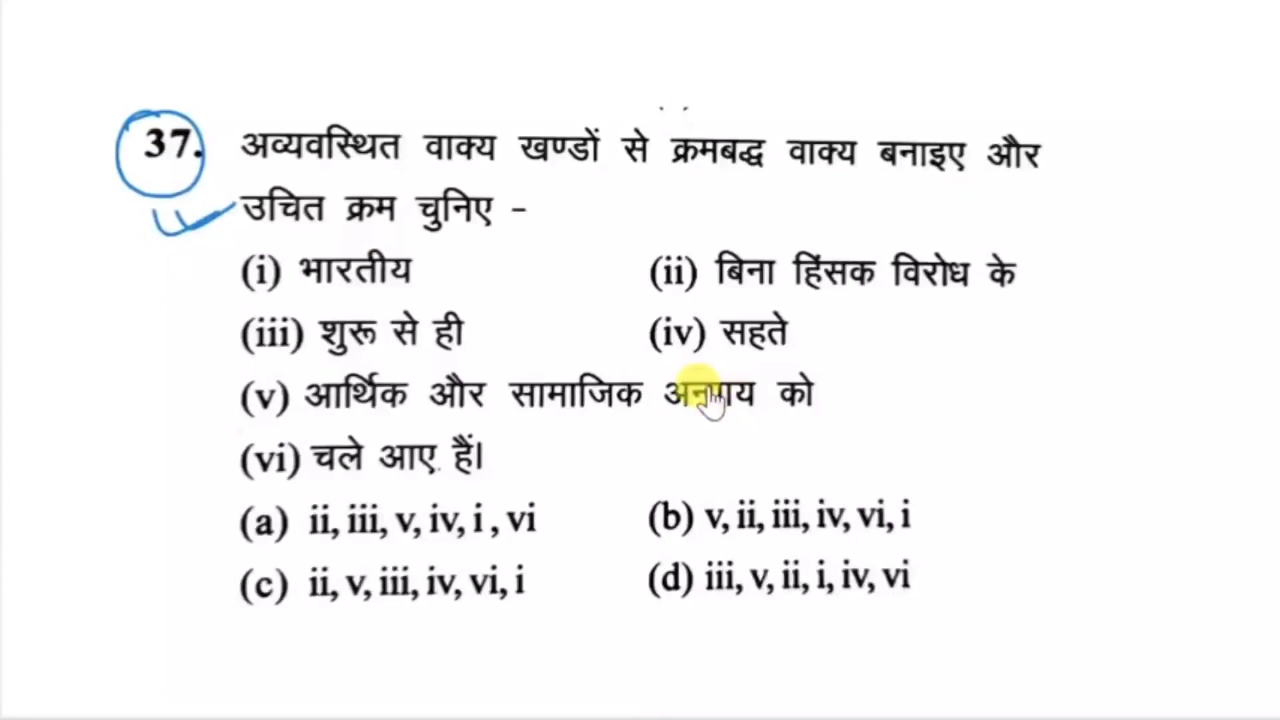 37. अव्यवस्थित वाक्य खण्डों से क्रमबद्ध वाक्य बनाइए और
उचित क्रम चुनिए -
(i) भारतीय (ii) बिना हिंसक विरोध के
(iii) शुरू से ही (iv) सहते
(v) आर्थिक और सामाजिक को
(vi) चले आए हैं।
(a) ii, iii, v, iv, i, vi (b) v, ii, iii, iv, vi, i
(c) ii, v, iii, iv, vi, i (d) iii, v, ii, i, iv, vi